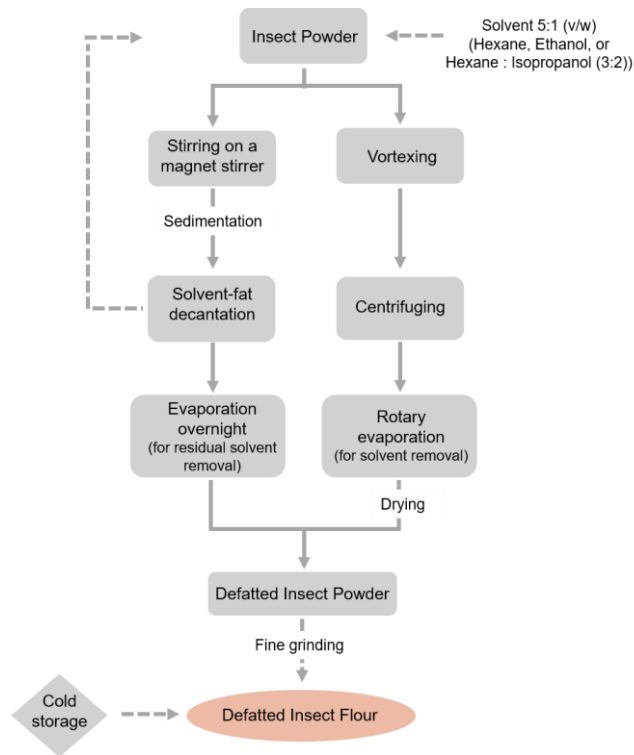 Insect Powder
Solvent 5:1 (v/w)
(Hexane, Ethanol, or
Hexane : Isopropanol (3:2))
Stirring on a
magnet stirrer
Vortexing
Sedimentation
Solvent-fat
decantation
Centrifuging
Evaporation
overnight
(for residual solvent
removal)
Rotary
evaporation
(for solvent removal)
Drying
Defatted Insect Powder
Fine grinding
Cold
storage
Defatted Insect Flour